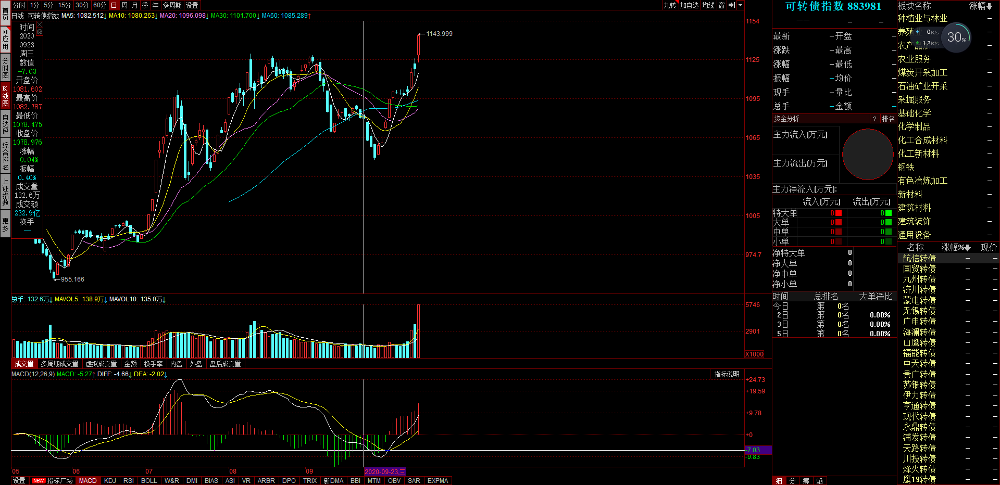 分时 1分 5分 15分 30分 60分 日 周 月 季 年 多周期 设置
九转 加自选 均线 窗
日线 可转债指数 MA5: 1082.512↓ MA10: 1080.263↓ MA20: 1096.098↓ MA30: 1101.700↓ MA60: 1085.289↑
首页
应用
分时图
K线图
自选股
综合排名
上证指数
更多
时间
2020
0923
周三
数值
-7.03
开盘价
1081.602
最高价
1082.787
最低价
1078.475
收盘价
1078.976
涨幅
-0.04%
振幅
0.40%
成交量
132.6万
成交额
232.9亿
换手
—
1143.999
955.166
1154
1125
1095
1065
1035
1005
974.7
总手: 132.6万↓ MAVOL5: 138.9万↓ MAVOL10: 135.0万↓
5746
2901
X1000
成交量 多周期成交量 虚拟成交量 金额 换手率 内盘 外盘 盘后成交量
MACD(12,26,9) MACD: -5.27↑ DIFF: -4.66↓ DEA: -2.02↓
指标说明
+24.73
+19.59
+9.78
+0
-7.03
-9.83
05 06 07 08 09 2020-09-23,三
设置 NEW 指标广场 MACD KDJ RSI BOLL W&R DMI BIAS ASI VR ARBR DPO TRIX 新DMA BBI MTM OBV SAR EXPMA
可转债指数 883981
最新 — 开盘 —
涨跌 — 最高 —
涨幅 — 最低 —
振幅 — 均价 —
现手 — 量比 —
总手 — 金额 —
资金分析 ? 排名
主力流入(万元)
主力流出(万元)
主力净流入(万元):
流入(万元) 流出(万元)
特大单 0 0
大单 0 0
中单 0 0
小单 0 0
净特大单 0
净大单 0
净中单 0
净小单 0
时间 总排名 大单净比
今日 第 0名
2日 第 0名 0.00%
3日 第 0名 0.00%
5日 第 0名 0.00%
细 分 筹 焰
板块名称 涨幅
种植业与林业 —
养殖
0K/s
1.2K/s
30%
农产
农业服务 —
煤炭开采加工 —
石油矿业开采 —
采掘服务 —
基础化学 —
化学制品 —
化工合成材料 —
化工新材料 —
钢铁 —
有色冶炼加工 —
新材料 —
建筑材料 —
建筑装饰 —
通用设备 —
名称 涨幅% 现价
航信转债 — —
国贸转债 — —
九州转债 — —
济川转债 — —
蒙电转债 — —
无锡转债 — —
广电转债 — —
海澜转债 — —
山鹰转债 — —
福能转债 — —
中天转债 — —
贵广转债 — —
苏银转债 — —
伊力转债 — —
亨通转债 — —
现代转债 — —
永鼎转债 — —
浦发转债 — —
天路转债 — —
川投转债 — —
烽火转债 — —
鹰19转债 — —